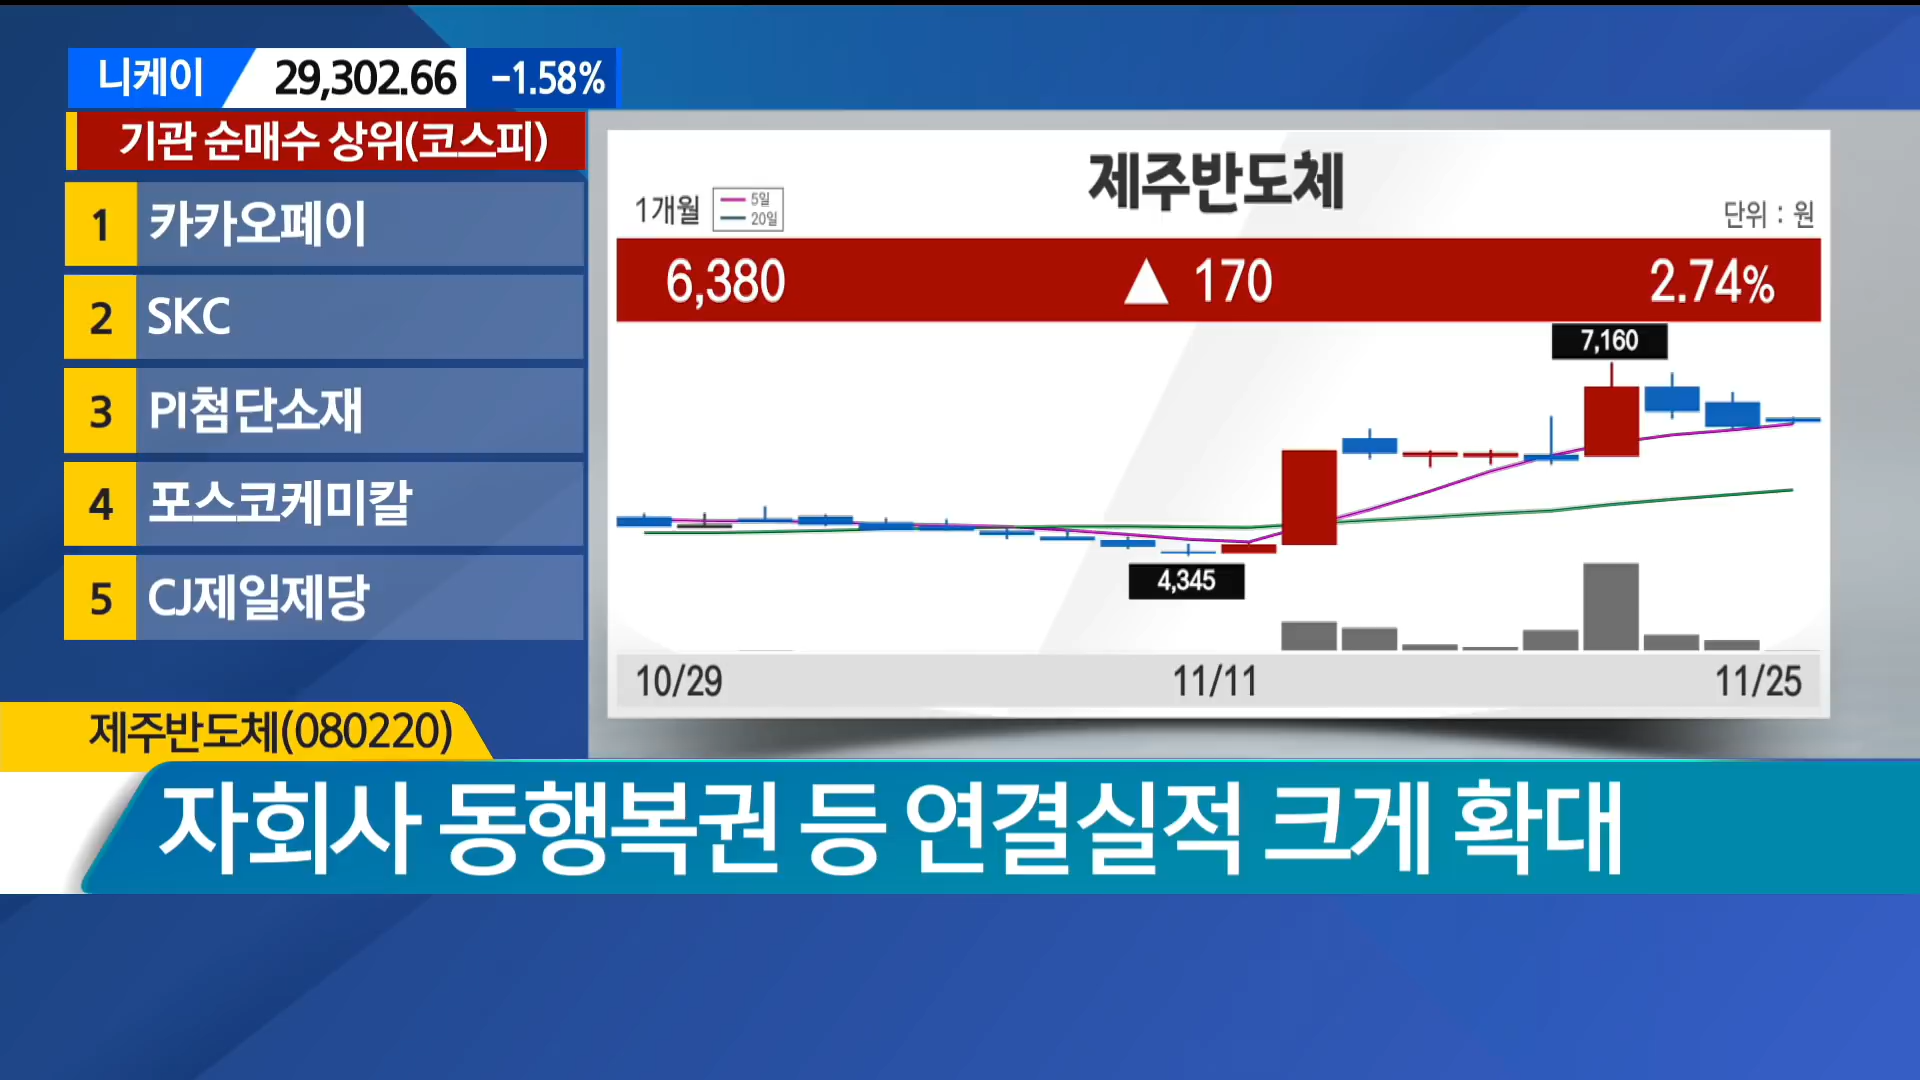 니케이 29,302.66 -1.58%
기관 순매수 상위(코스피)
1 카카오페이
2 SKC
3 PI첨단소재
4 포스코케미칼
5 CJ제일제당
제주반도체
1개월
5일
20일
단위 : 원
6,380 ▲ 170 2.74%
7,160
4,345
10/29 11/11 11/25
제주반도체(080220)
자회사 동행복권 등 연결실적 크게 확대